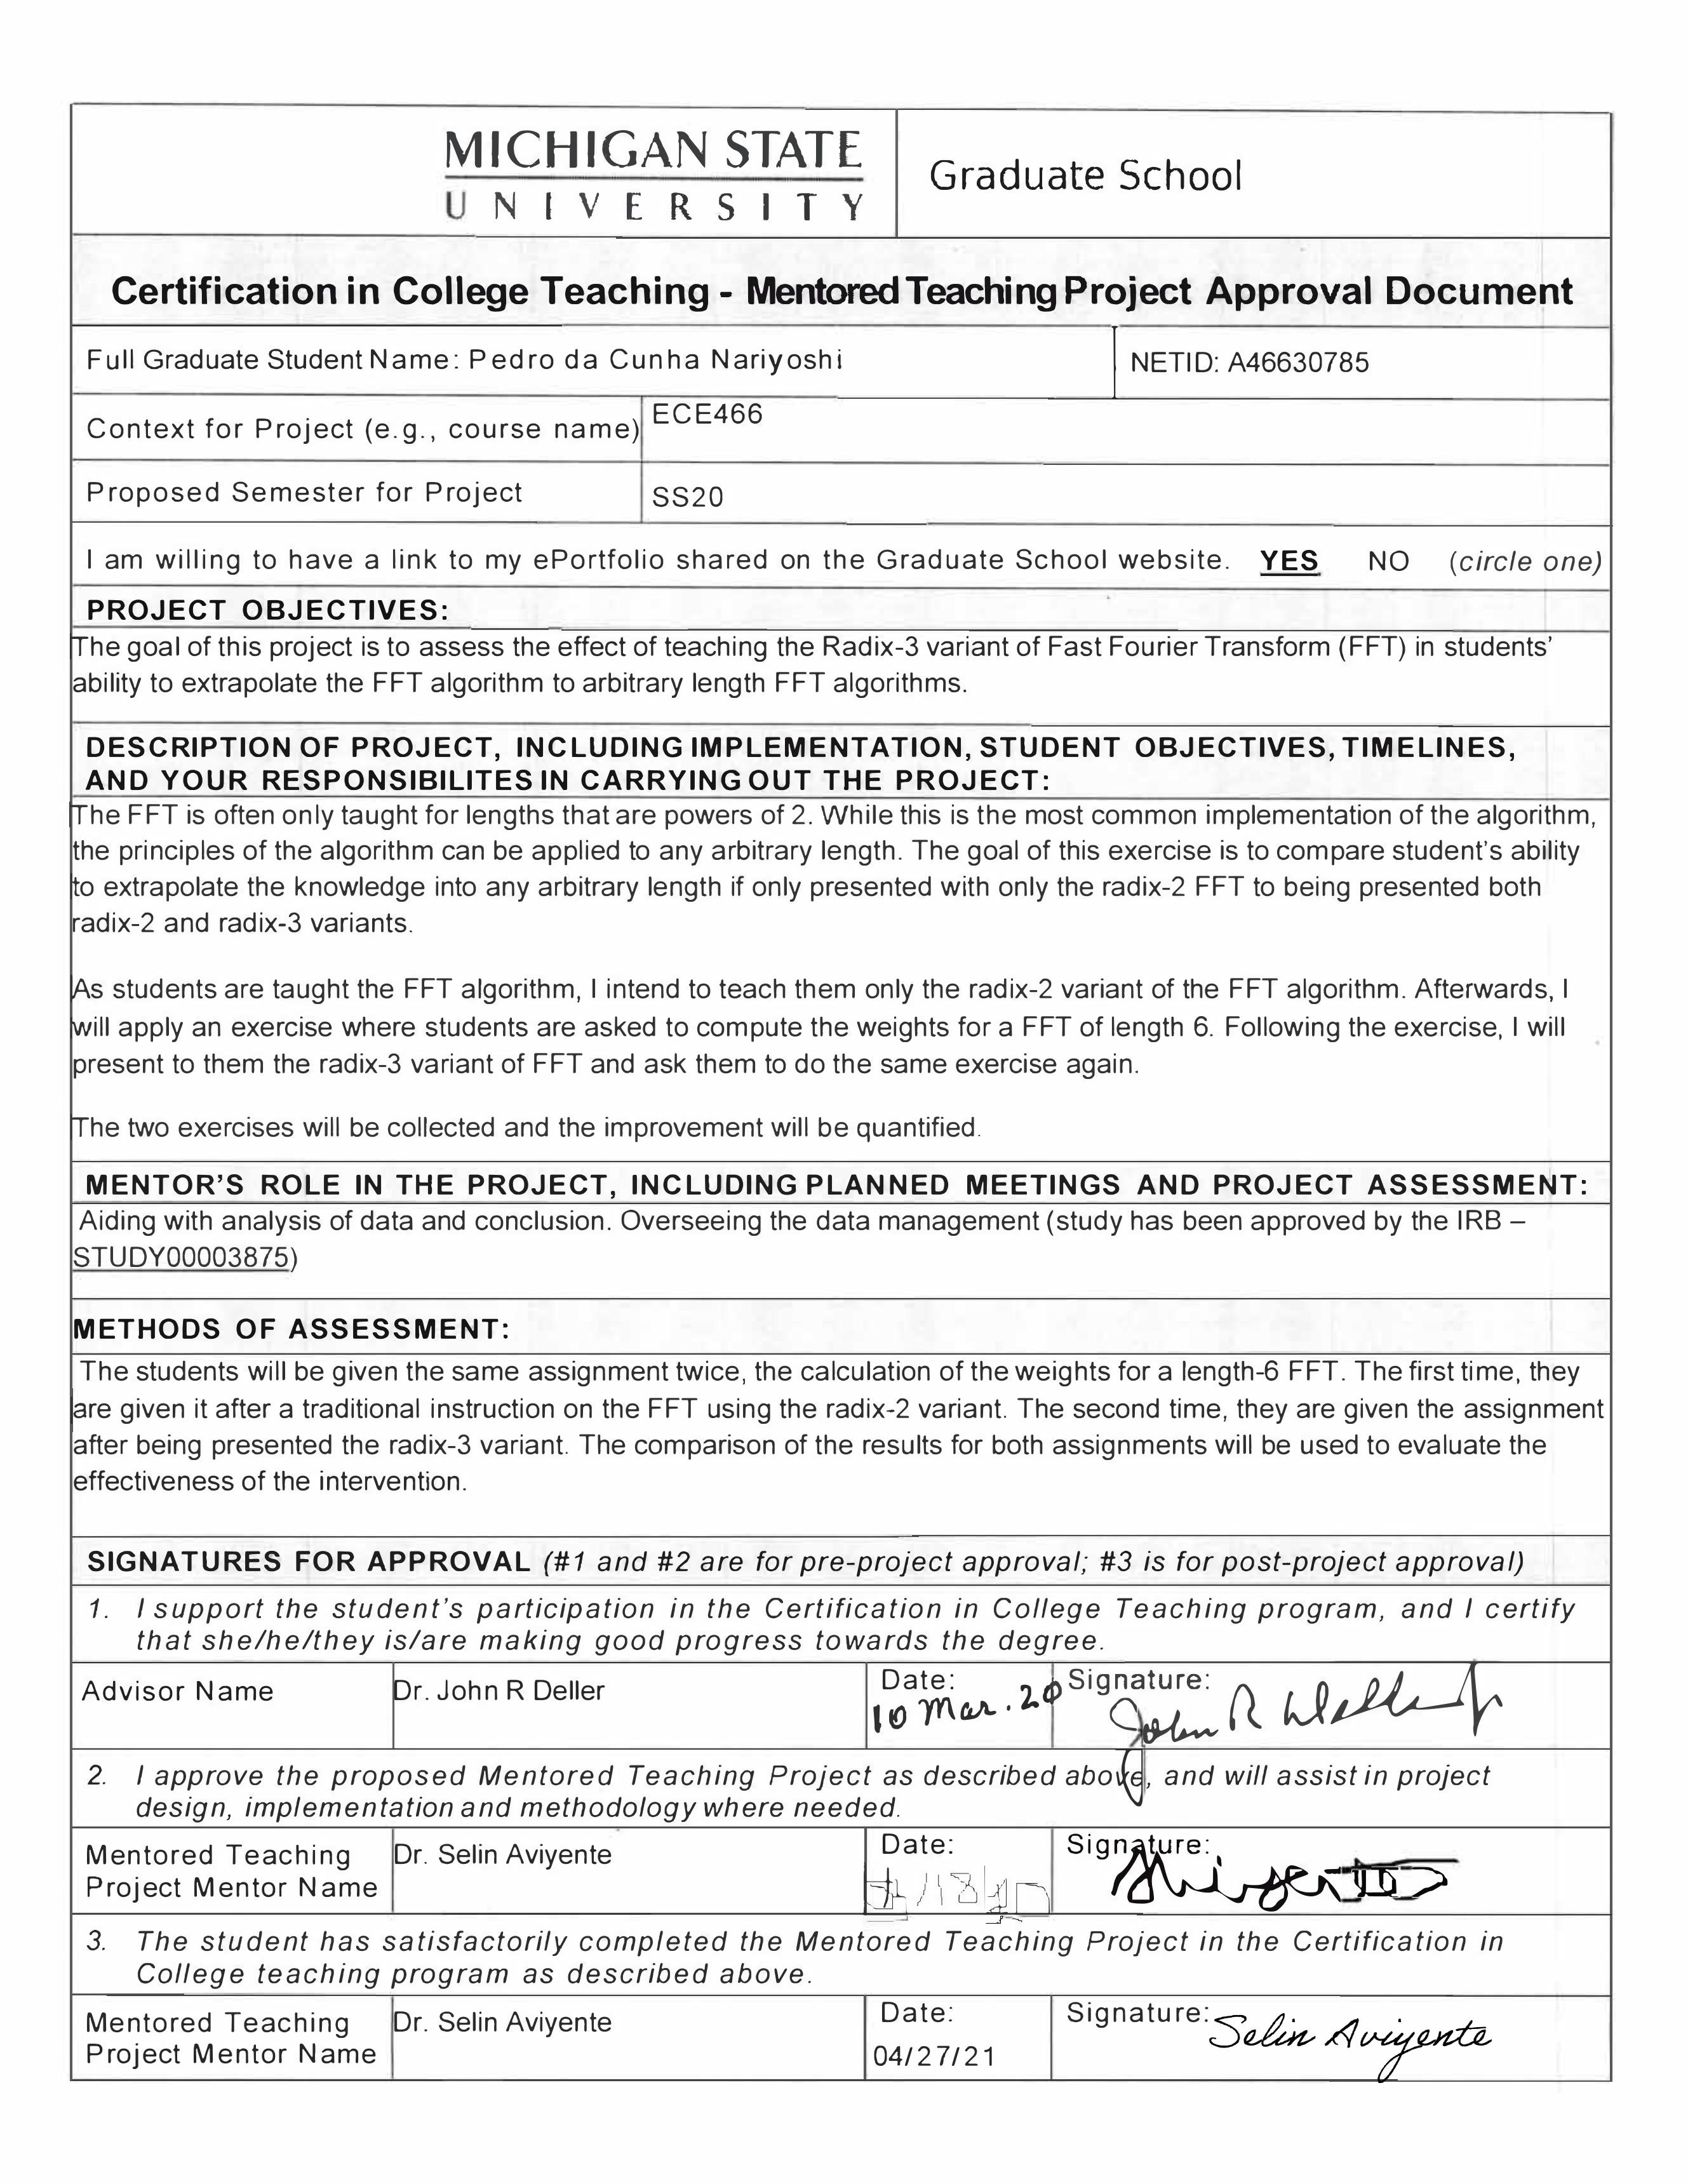 MICHIGAN STATE
UNIVERSITY
Graduate School
Certification in College Teaching - Mentored Teaching Project Approval Document
Full Graduate Student Name: Pedro da Cunha Nariyoshi
NETID: A46630785
Context for Project (e.g., course name)
ECE466
Proposed Semester for Project
SS20
I am willing to have a link to my ePortfolio shared on the Graduate School website. YES NO (circle one)
PROJECT OBJECTIVES:
The goal of this project is to assess the effect of teaching the Radix-3 variant of Fast Fourier Transform (FFT) in students'
ability to extrapolate the FFT algorithm to arbitrary length FFT algorithms.
DESCRIPTION OF PROJECT, INCLUDING IMPLEMENTATION, STUDENT OBJECTIVES, TIMELINES,
AND YOUR RESPONSIBILITES IN CARRYING OUT THE PROJECT:
The FFT is often only taught for lengths that are powers of 2. While this is the most common implementation of the algorithm,
the principles of the algorithm can be applied to any arbitrary length. The goal of this exercise is to compare student's ability
to extrapolate the knowledge into any arbitrary length if only presented with only the radix-2 FFT to being presented both
radix-2 and radix-3 variants.
As students are taught the FFT algorithm, I intend to teach them only the radix-2 variant of the FFT algorithm. Afterwards, I
will apply an exercise where students are asked to compute the weights for a FFT of length 6. Following the exercise, I will
present to them the radix-3 variant of FFT and ask them to do the same exercise again.
The two exercises will be collected and the improvement will be quantified.
MENTOR'S ROLE IN THE PROJECT, INCLUDING PLANNED MEETINGS AND PROJECT ASSESSMENT:
Aiding with analysis of data and conclusion. Overseeing the data management (study has been approved by the IRB –
STUDY00003875)
METHODS OF ASSESSMENT:
The students will be given the same assignment twice, the calculation of the weights for a length-6 FFT. The first time, they
are given it after a traditional instruction on the FFT using the radix-2 variant. The second time, they are given the assignment
after being presented the radix-3 variant. The comparison of the results for both assignments will be used to evaluate the
effectiveness of the intervention.
SIGNATURES FOR APPROVAL (#1 and #2 are for pre-project approval; #3 is for post-project approval)
1. I support the student's participation in the Certification in College Teaching program, and I certify
that she/he/they is/are making good progress towards the degree.
Advisor Name
Dr. John R Deller
Date:
10 Mar. 20
Signature:
John R Deller
2. I approve the proposed Mentored Teaching Project as described above, and will assist in project
design, implementation and methodology where needed.
Mentored Teaching
Project Mentor Name
Dr. Selin Aviyente
Date:
Signature:
3. The student has satisfactorily completed the Mentored Teaching Project in the Certification in
College teaching program as described above.
Mentored Teaching
Project Mentor Name
Dr. Selin Aviyente
Date:
04/27/21
Signature:
Selin Aviyente